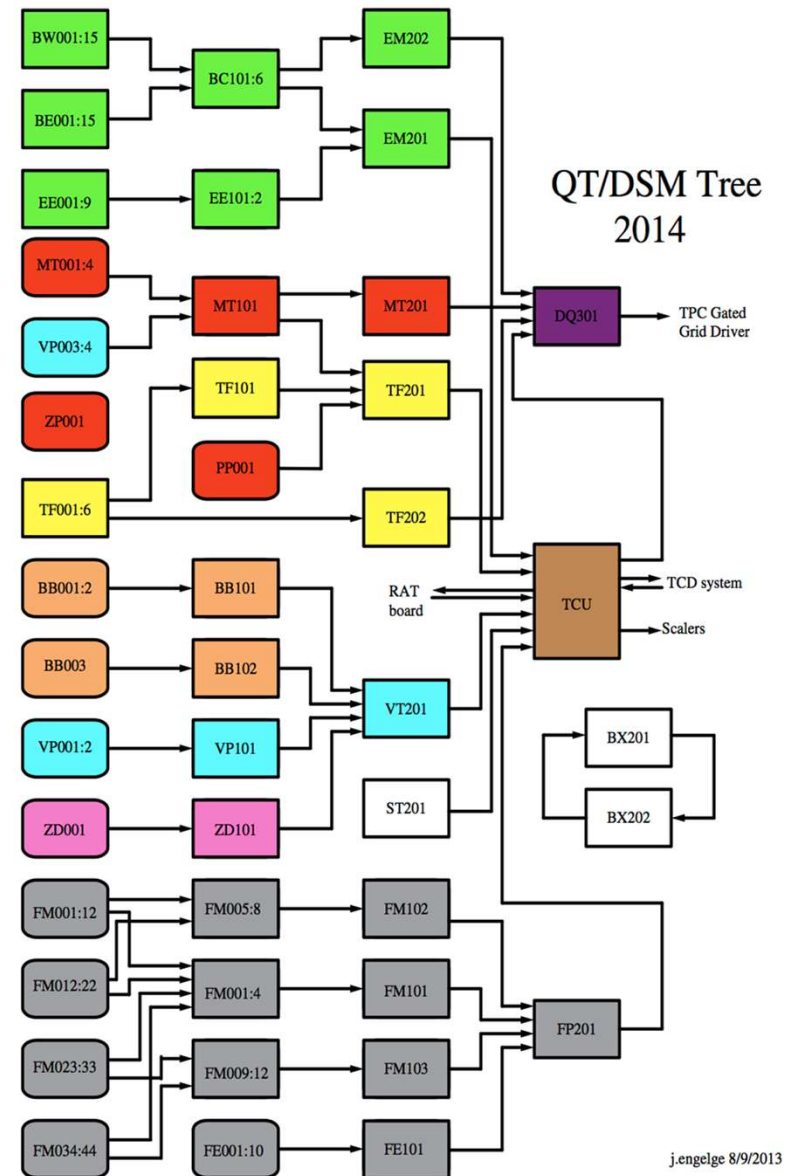 BW001:15
BC101:6
EM202
BE001:15
EM201
EE001:9
EE101:2
QT/DSM Tree
2014
MT001:4
MT101
MT201
DQ301
TPC Gated
Grid Driver
VP003:4
TF101
TF201
ZP001
PP001
TF001:6
TF202
BB001:2
BB101
RAT
board
TCU
TCD system
Scalers
BB003
BB102
VT201
VP001:2
VP101
BX201
ST201
BX202
ZD001
ZD101
FM001:12
FM005:8
FM102
FM012:22
FM001:4
FM101
FP201
FM023:33
FM009:12
FM103
FM034:44
FE001:10
FE101
j.engelge 8/9/2013